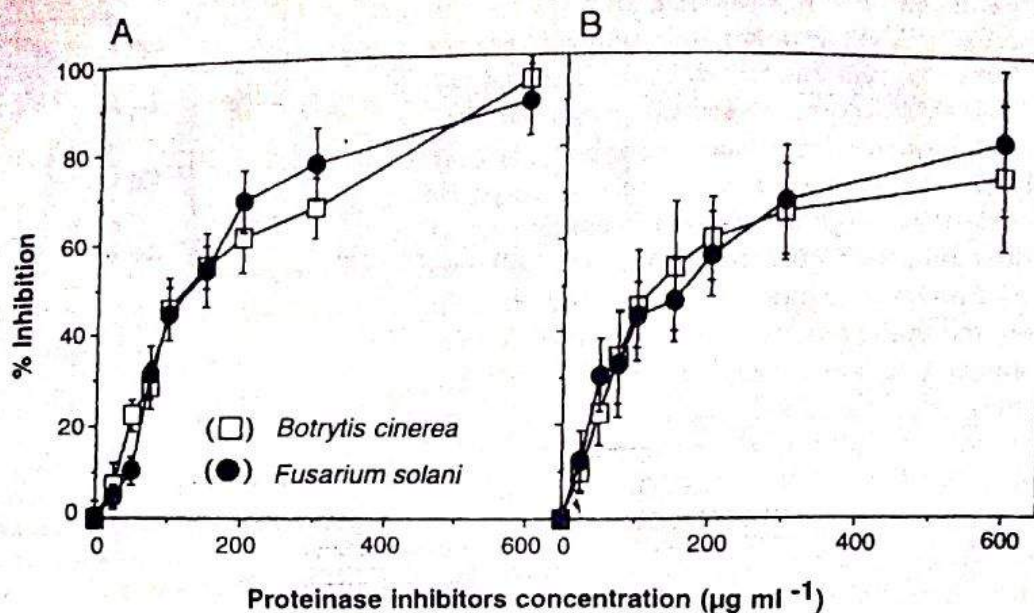 A B
100
80
60
40
20
0
% Inhibition
(□) Botrytis cinerea
(●) Fusarium solani
0 200 400 600 0 200 400 600
Proteinase inhibitors concentration (µg ml -1)